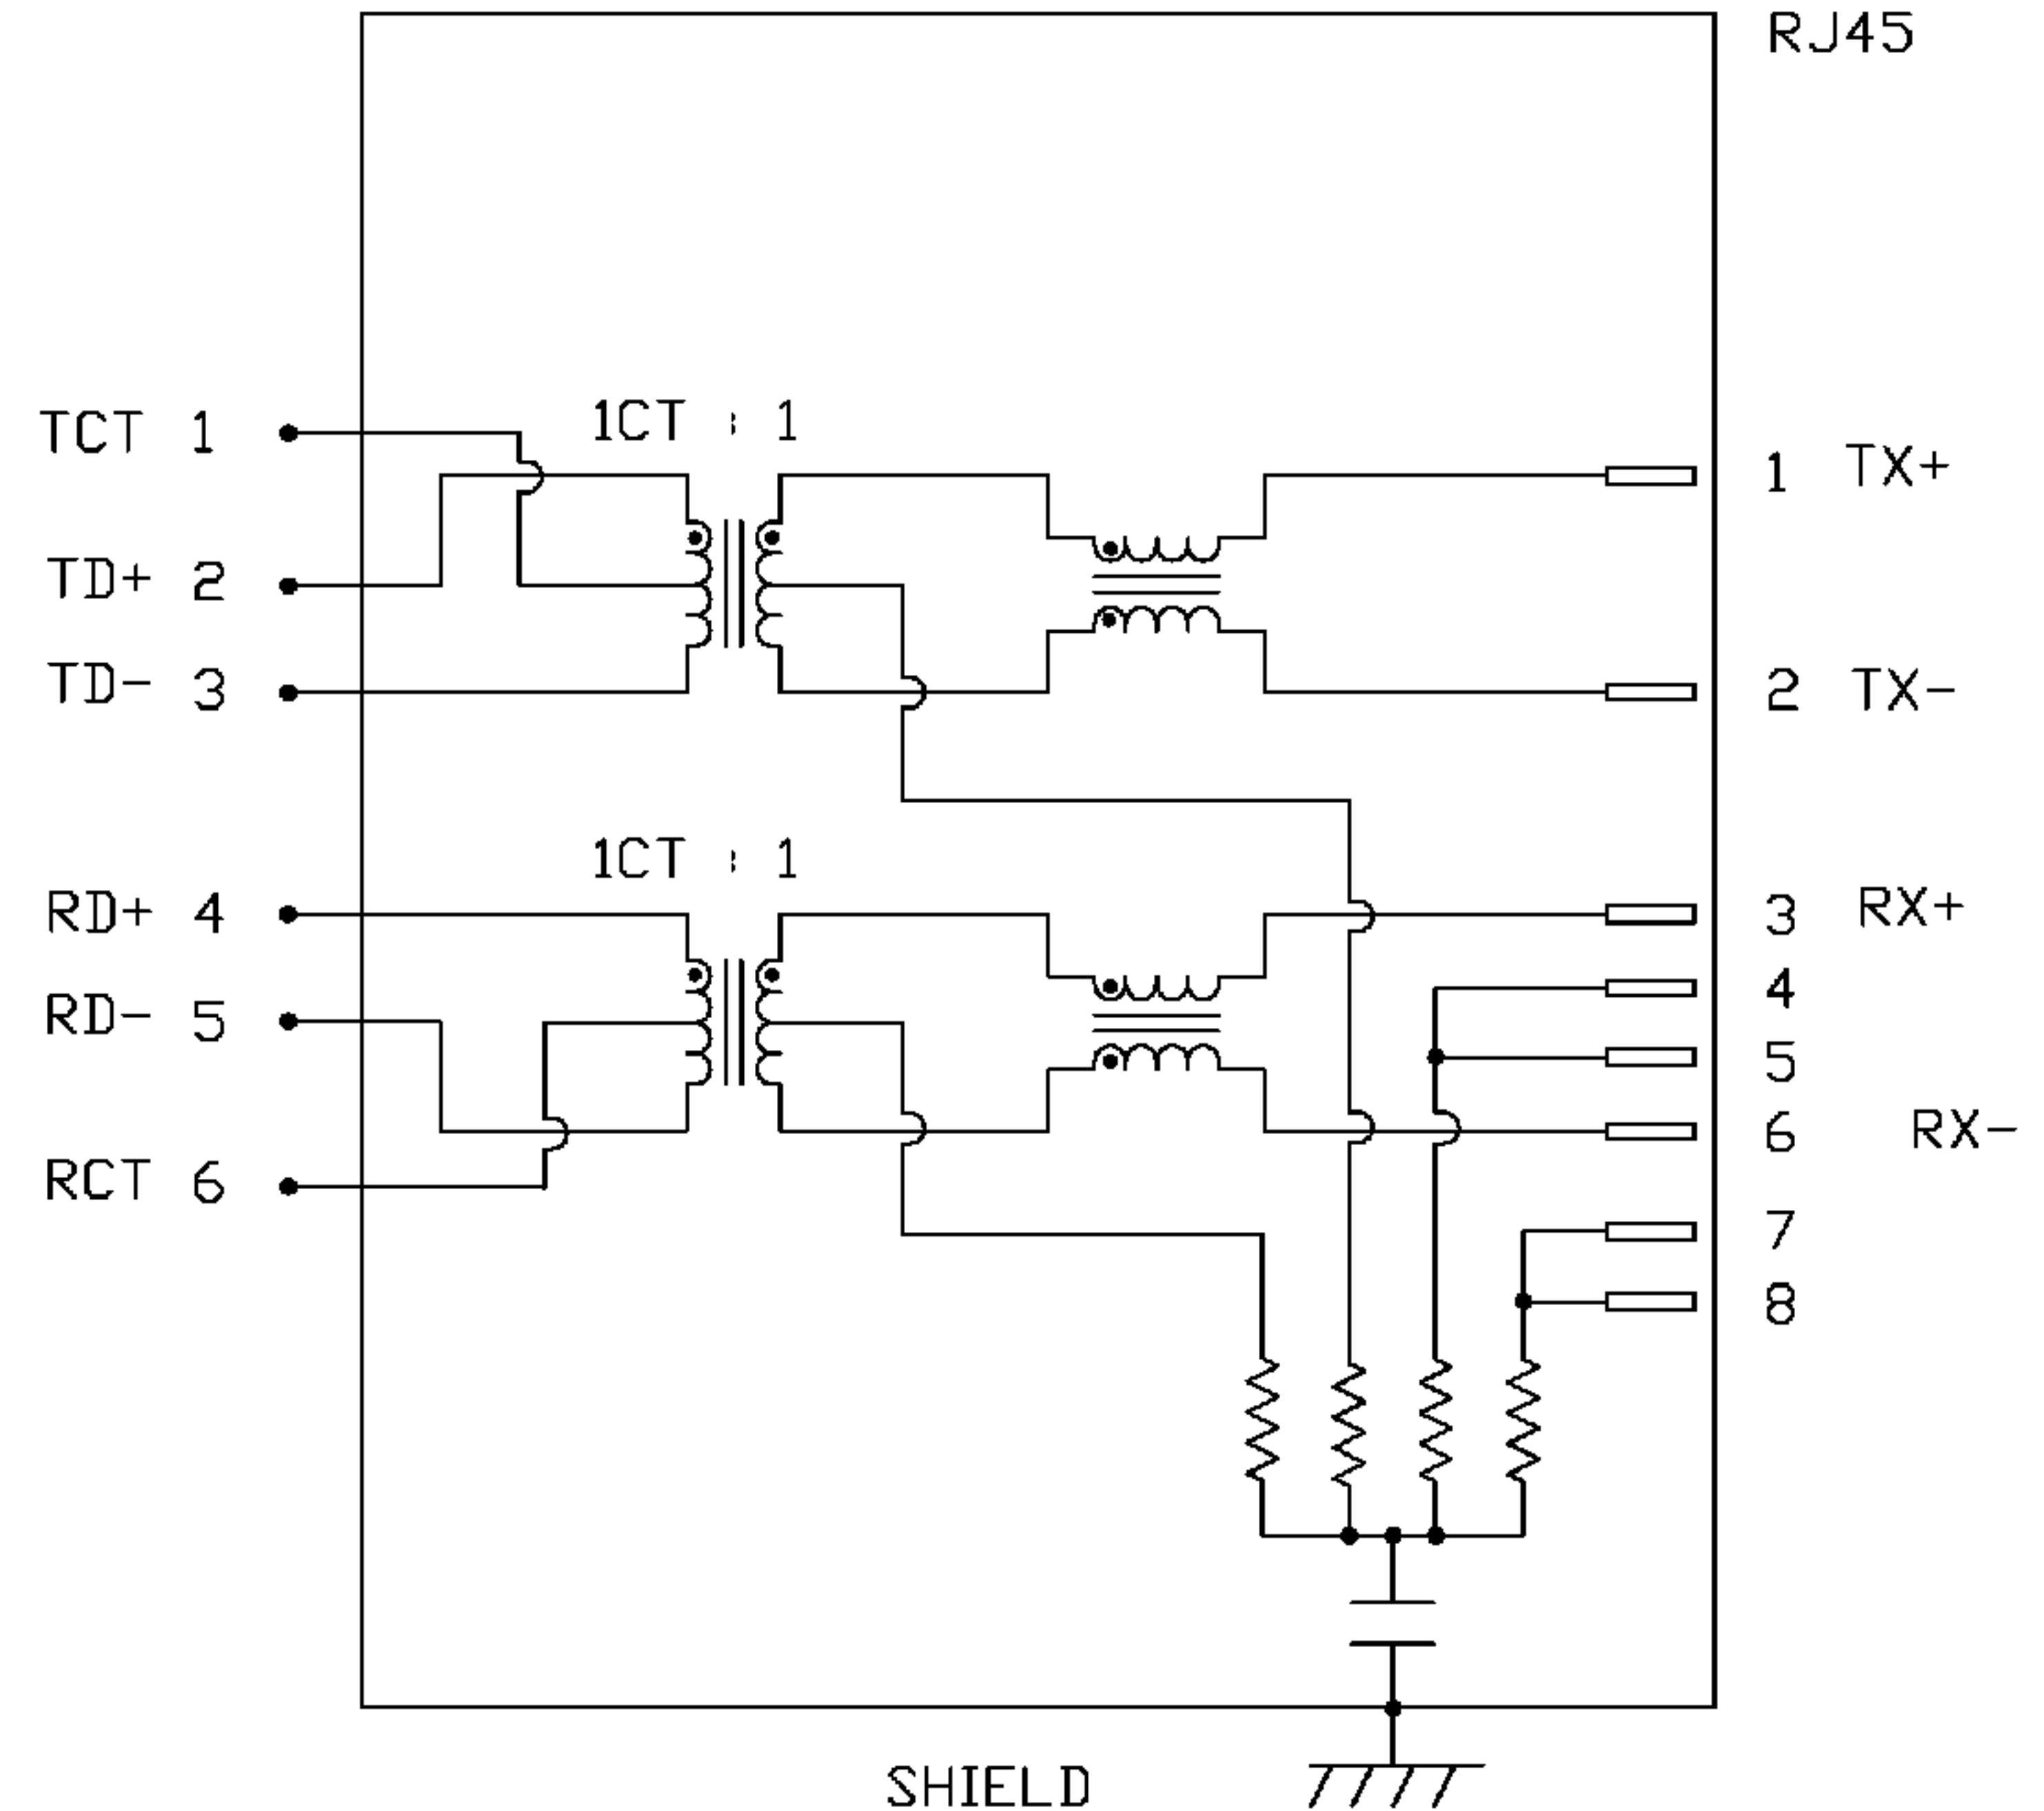 RJ45
1CT : 1
TCT 1
1 TX+
TD+ 2
TD- 3
2 TX-
1CT : 1
RD+ 4
3 RX+
4
RD- 5
5
6 RX-
RCT 6
7
8
SHIELD